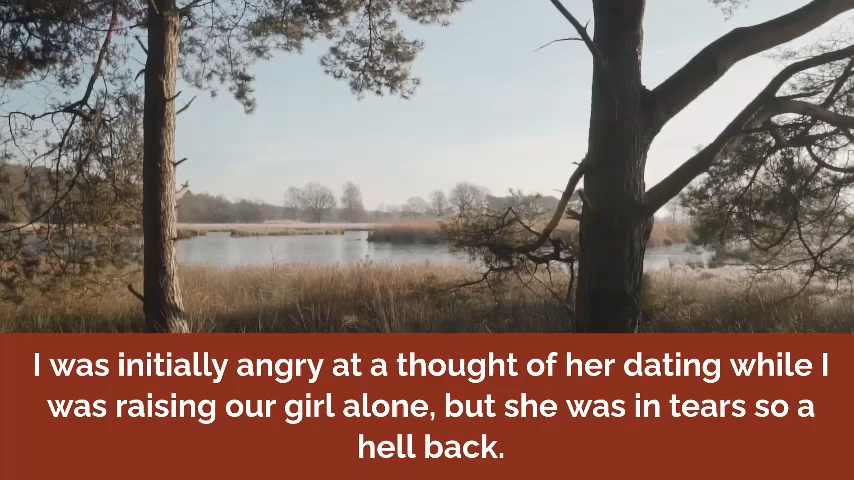 I was initially angry at a thought of her dating while I
was raising our girl alone, but she was in tears so a
hell back.